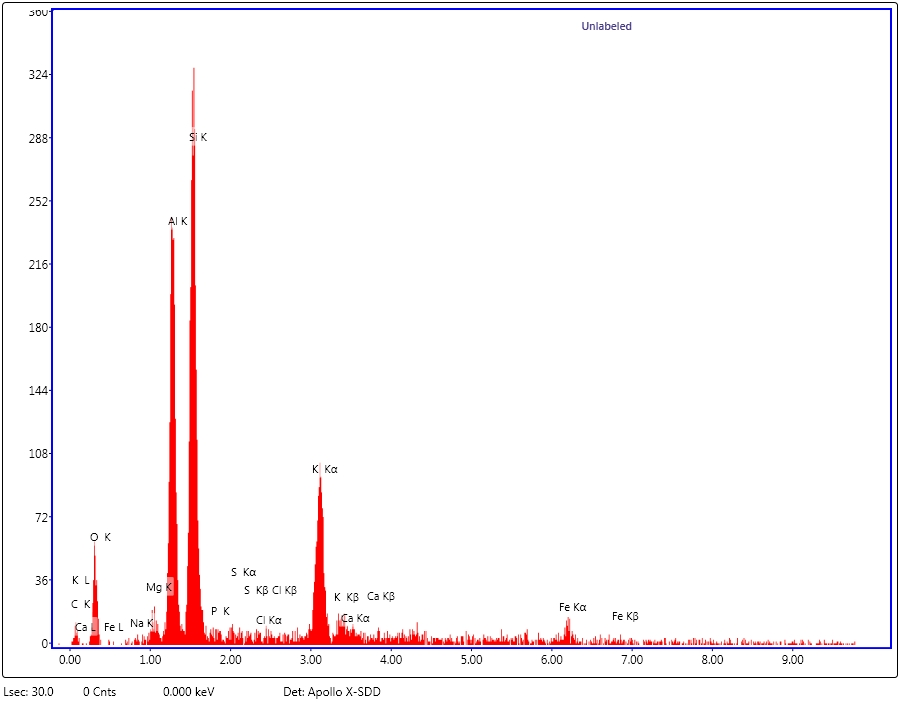 360
Unlabeled
324
288
Si K
252
Al K
216
180
144
108
K Kα
72
O K
36
K L
Mg K
S Kα
S Kβ Cl Kβ
K Kβ
Ca Kβ
C K
P K
Fe Kα
Ca L
Fe L
Na K
Cl Kα
Ca Kα
Fe Kβ
0
0.00 1.00 2.00 3.00 4.00 5.00 6.00 7.00 8.00 9.00
Lsec: 30.0 0 Cnts 0.000 keV Det: Apollo X-SDD